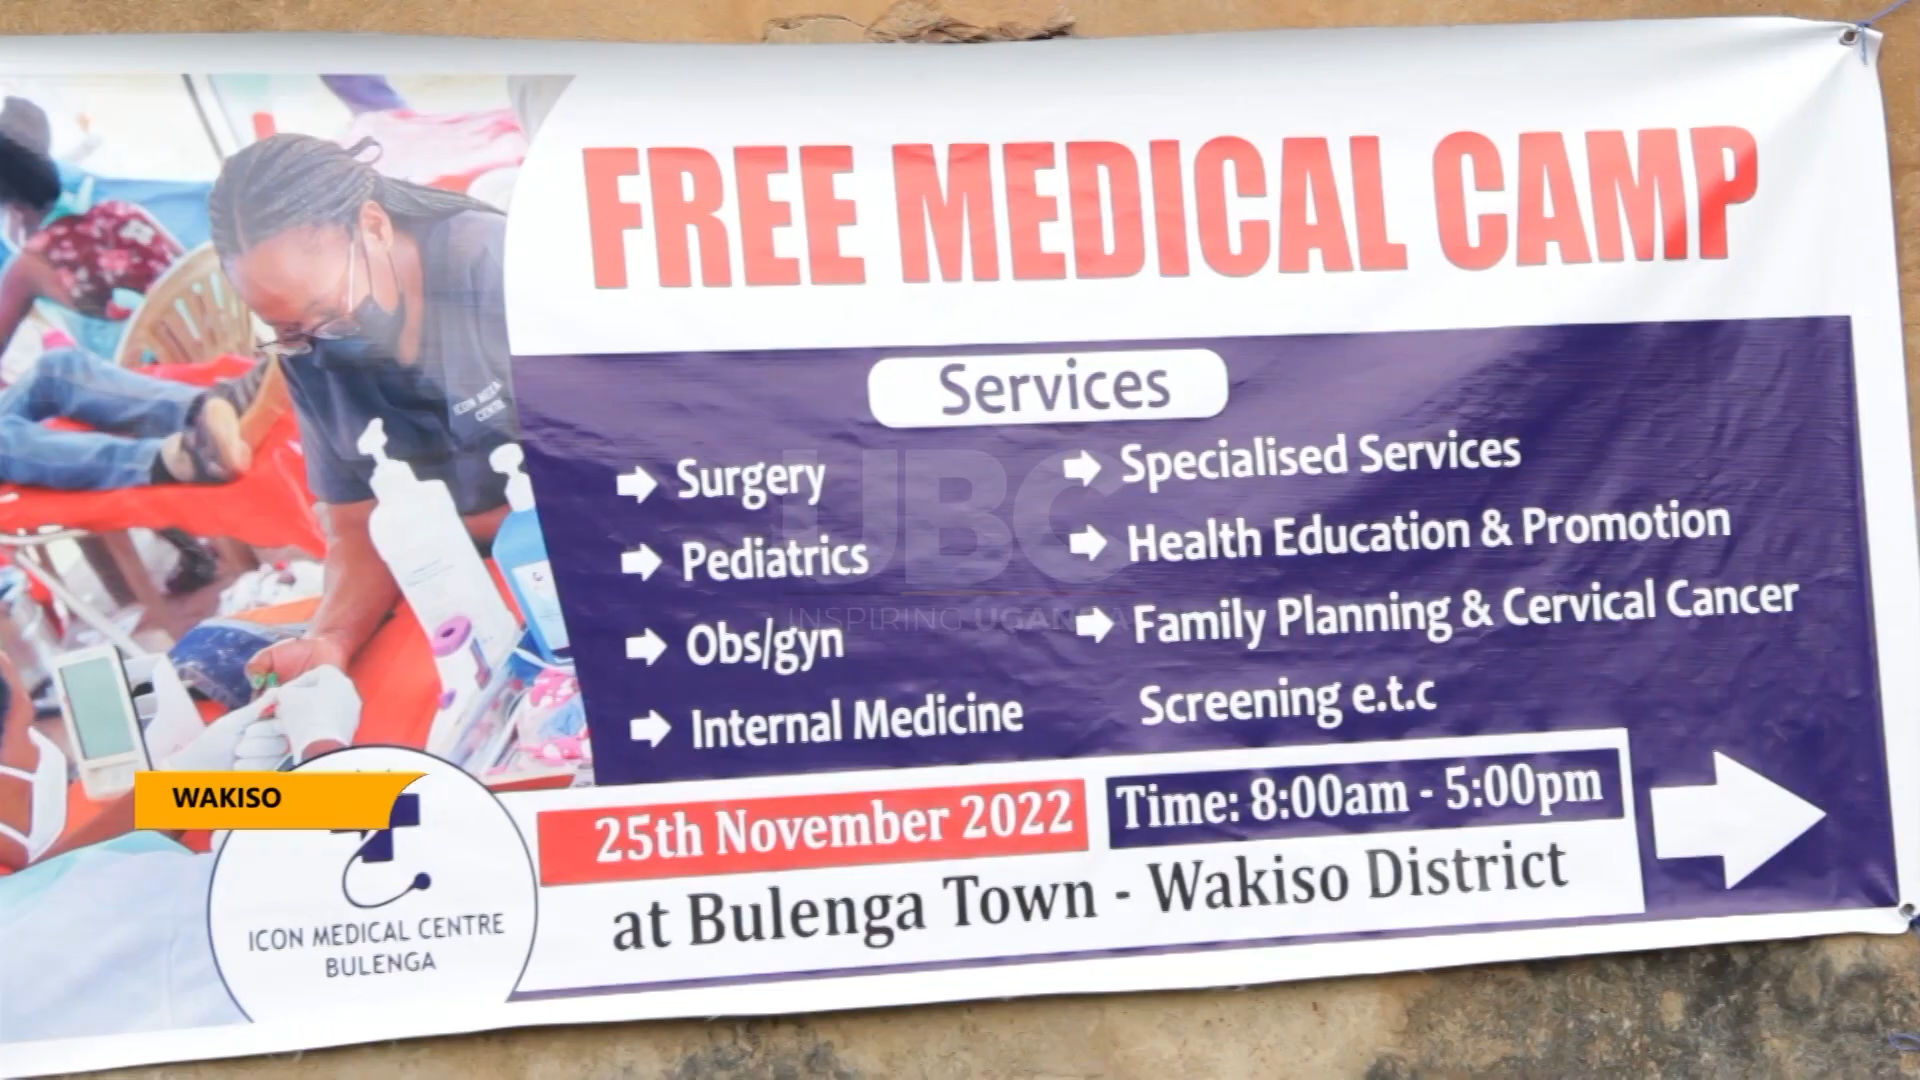 FREE MEDICAL CAMP
Services
Surgery
Pediatrics
Obs/gyn
Internal Medicine
Specialised Services
Health Education & Promotion
Family Planning & Cervical Cancer
Screening e.t.c
25th November 2022
Time: 8:00am - 5:00pm
at Bulenga Town - Wakiso District
ICON MEDICAL CENTRE
BULENGA
WAKISO
UBC
INSPIRING UGANDA